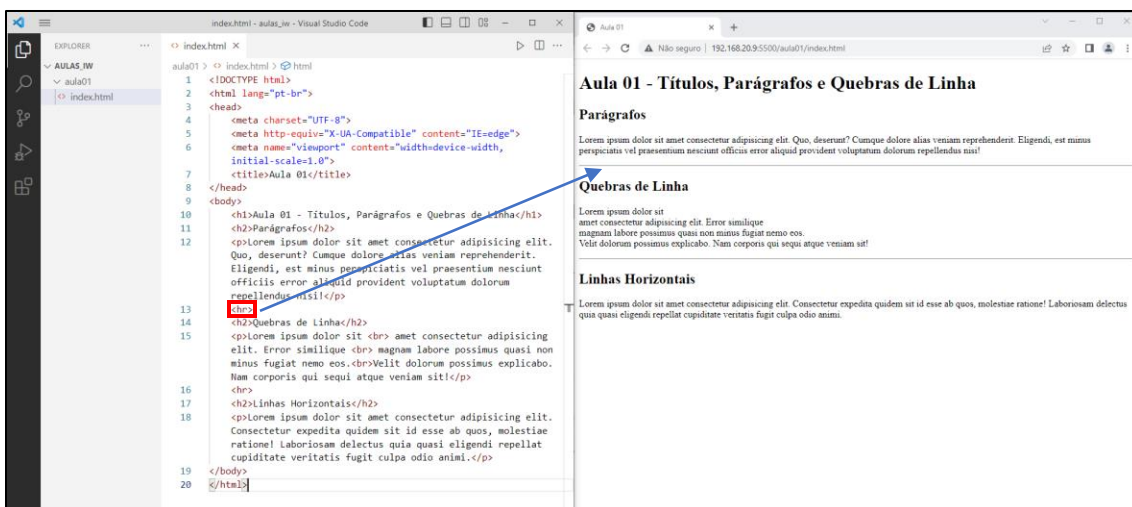 index.html - aulas_iw - Visual Studio Code
EXPLORER
AULAS_IW
aula01
index.html
index.html
aula01 > index.html > html
1 <!DOCTYPE html>
2 <html lang="pt-br">
3 <head>
4 <meta charset="UTF-8">
5 <meta http-equiv="X-UA-Compatible" content="IE=edge">
6 <meta name="viewport" content="width=device-width,
initial-scale=1.0">
7 <title>Aula 01</title>
8 </head>
9 <body>
10 <h1>Aula 01 - Títulos, Parágrafos e Quebras de Linha</h1>
11 <h2>Parágrafos</h2>
12 <p>Lorem ipsum dolor sit amet consectetur adipisicing elit.
Quo, deserunt? Cumque dolore alias veniam reprehenderit.
Eligendi, est minus perspiciatis vel praesentium nesciunt
officiis error aliquid provident voluptatum dolorum
repellendus nisi!</p>
13 <hr>
14 <h2>Quebras de Linha</h2>
15 <p>Lorem ipsum dolor sit <br> amet consectetur adipisicing
elit. Error similique <br> magnam labore possimus quasi non
minus fugiat nemo eos.<br>Velit dolorum possimus explicabo.
Nam corporis qui sequi atque veniam sit!</p>
16 <hr>
17 <h2>Linhas Horizontais</h2>
18 <p>Lorem ipsum dolor sit amet consectetur adipisicing elit.
Consectetur expedita quidem sit id esse ab quos, molestiae
ratione! Laboriosam delectus quia quasi eligendi repellat
cupiditate veritatis fugit culpa odio animi.</p>
19 </body>
20 </html>
Aula 01
Não seguro | 192.168.20.9:5500/aula01/index.html
Aula 01 - Títulos, Parágrafos e Quebras de Linha
Parágrafos
Lorem ipsum dolor sit amet consectetur adipisicing elit. Quo, deserunt? Cumque dolore alias veniam reprehenderit. Eligendi, est minus
perspiciatis vel praesentium nesciunt officiis error aliquid provident voluptatum dolorum repellendus nisi!
Quebras de Linha
Lorem ipsum dolor sit
amet consectetur adipisicing elit. Error similique
magnam labore possimus quasi non minus fugiat nemo eos.
Velit dolorum possimus explicabo. Nam corporis qui sequi atque veniam sit!
Linhas Horizontais
Lorem ipsum dolor sit amet consectetur adipisicing elit. Consectetur expedita quidem sit id esse ab quos, molestiae ratione! Laboriosam delectus
quia quasi eligendi repellat cupiditate veritatis fugit culpa odio animi.